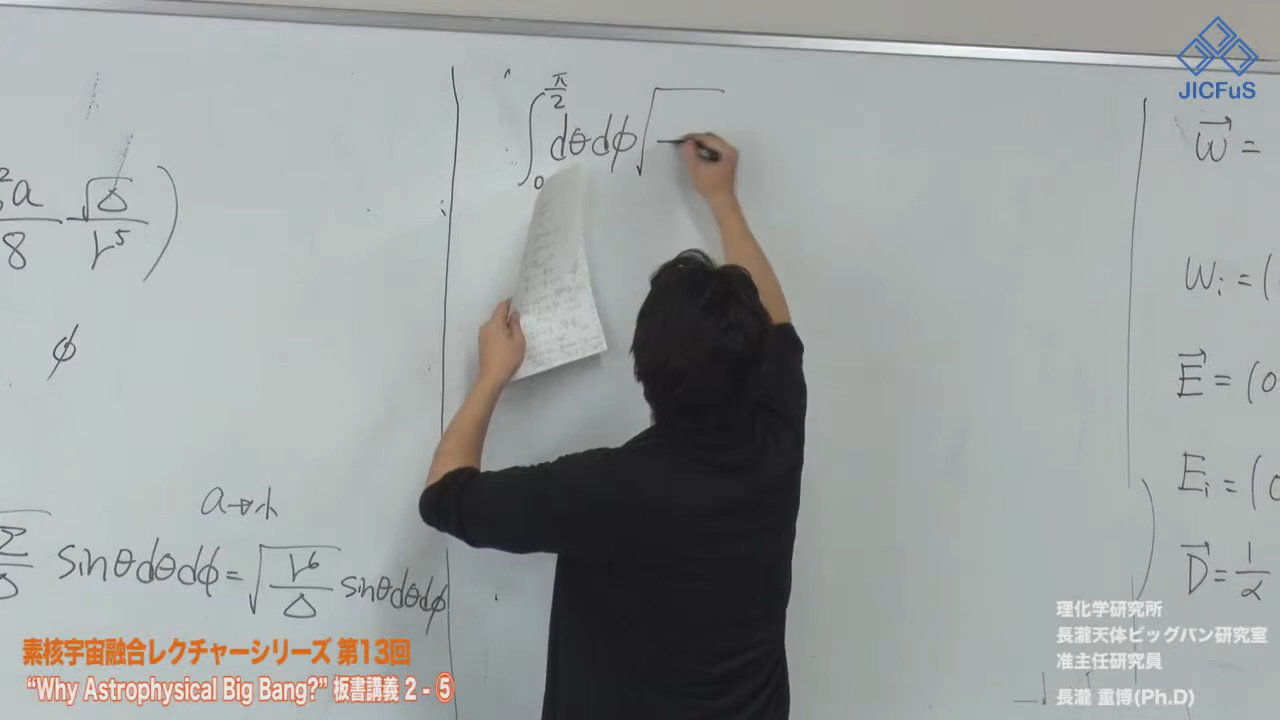 JICFuS
a √Δ
8 r⁵ )
φ
a→
Σ sinθdθdφ = √ r⁶/Δ sinθdθdφ
∫₀^{π/2} dθdφ √
w⃗ =
Wᵢ = (
E⃗ = (0
Eᵢ = (0
D⃗ = 1/α
理化学研究所
長瀧天体ビッグバン研究室
准主任研究員
長瀧 重博(Ph.D)
素核宇宙融合レクチャーシリーズ 第13回
“Why Astrophysical Big Bang?” 板書講義 2 - ⑤